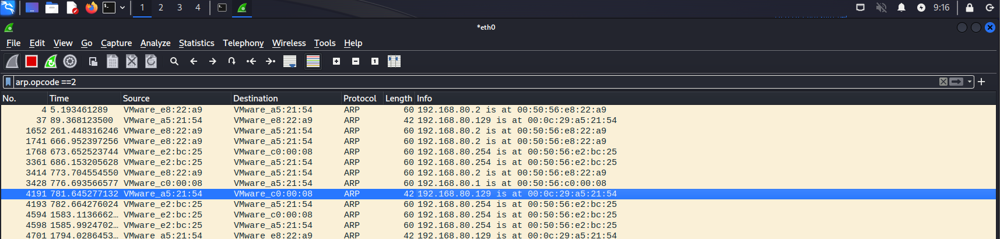 1 2 3 4 9:16
*eth0
File Edit View Go Capture Analyze Statistics Telephony Wireless Tools Help
arp.opcode ==2
No. Time Source Destination Protocol Length Info
4 5.193461289 VMware_e8:22:a9 VMware_a5:21:54 ARP 60 192.168.80.2 is at 00:50:56:e8:22:a9
37 89.368123500 VMware_a5:21:54 VMware_e8:22:a9 ARP 42 192.168.80.129 is at 00:0c:29:a5:21:54
1652 261.448316246 VMware_e8:22:a9 VMware_a5:21:54 ARP 60 192.168.80.2 is at 00:50:56:e8:22:a9
1741 666.952397256 VMware_e8:22:a9 VMware_a5:21:54 ARP 60 192.168.80.2 is at 00:50:56:e8:22:a9
1768 673.652523744 VMware_e2:bc:25 VMware_c0:00:08 ARP 60 192.168.80.254 is at 00:50:56:e2:bc:25
3361 686.153205628 VMware_e2:bc:25 VMware_a5:21:54 ARP 60 192.168.80.254 is at 00:50:56:e2:bc:25
3414 773.704554550 VMware_e8:22:a9 VMware_a5:21:54 ARP 60 192.168.80.2 is at 00:50:56:e8:22:a9
3428 776.693566577 VMware_c0:00:08 VMware_a5:21:54 ARP 60 192.168.80.1 is at 00:50:56:c0:00:08
4191 781.645277132 VMware_a5:21:54 VMware_c0:00:08 ARP 42 192.168.80.129 is at 00:0c:29:a5:21:54
4193 782.664276024 VMware_e2:bc:25 VMware_a5:21:54 ARP 60 192.168.80.254 is at 00:50:56:e2:bc:25
4594 1583.1136662… VMware_e2:bc:25 VMware_c0:00:08 ARP 60 192.168.80.254 is at 00:50:56:e2:bc:25
4598 1585.9924702… VMware_e2:bc:25 VMware_a5:21:54 ARP 60 192.168.80.254 is at 00:50:56:e2:bc:25
4701 1794.0286453… VMware_a5:21:54 VMware_e8:22:a9 ARP 42 192.168.80.129 is at 00:0c:29:a5:21:54